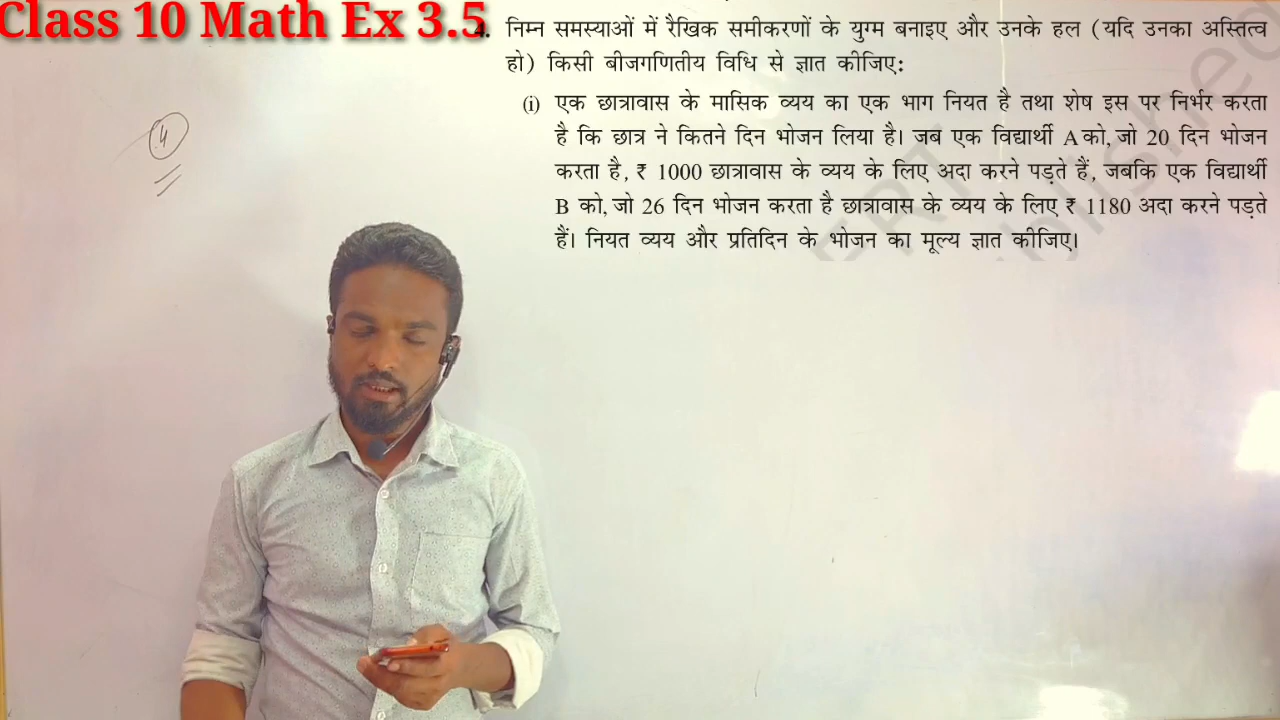 Class 10 Math Ex 3.5
4. निम्न समस्याओं में रैखिक समीकरणों के युग्म बनाइए और उनके हल (यदि उनका अस्तित्व
हो) किसी बीजगणितीय विधि से ज्ञात कीजिए:
(i) एक छात्रावास के मासिक व्यय का एक भाग नियत है तथा शेष इस पर निर्भर करता
है कि छात्र ने कितने दिन भोजन लिया है। जब एक विद्यार्थी A को, जो 20 दिन भोजन
करता है, ₹ 1000 छात्रावास के व्यय के लिए अदा करने पड़ते हैं, जबकि एक विद्यार्थी
B को, जो 26 दिन भोजन करता है छात्रावास के व्यय के लिए ₹ 1180 अदा करने पड़ते
हैं। नियत व्यय और प्रतिदिन के भोजन का मूल्य ज्ञात कीजिए।
4